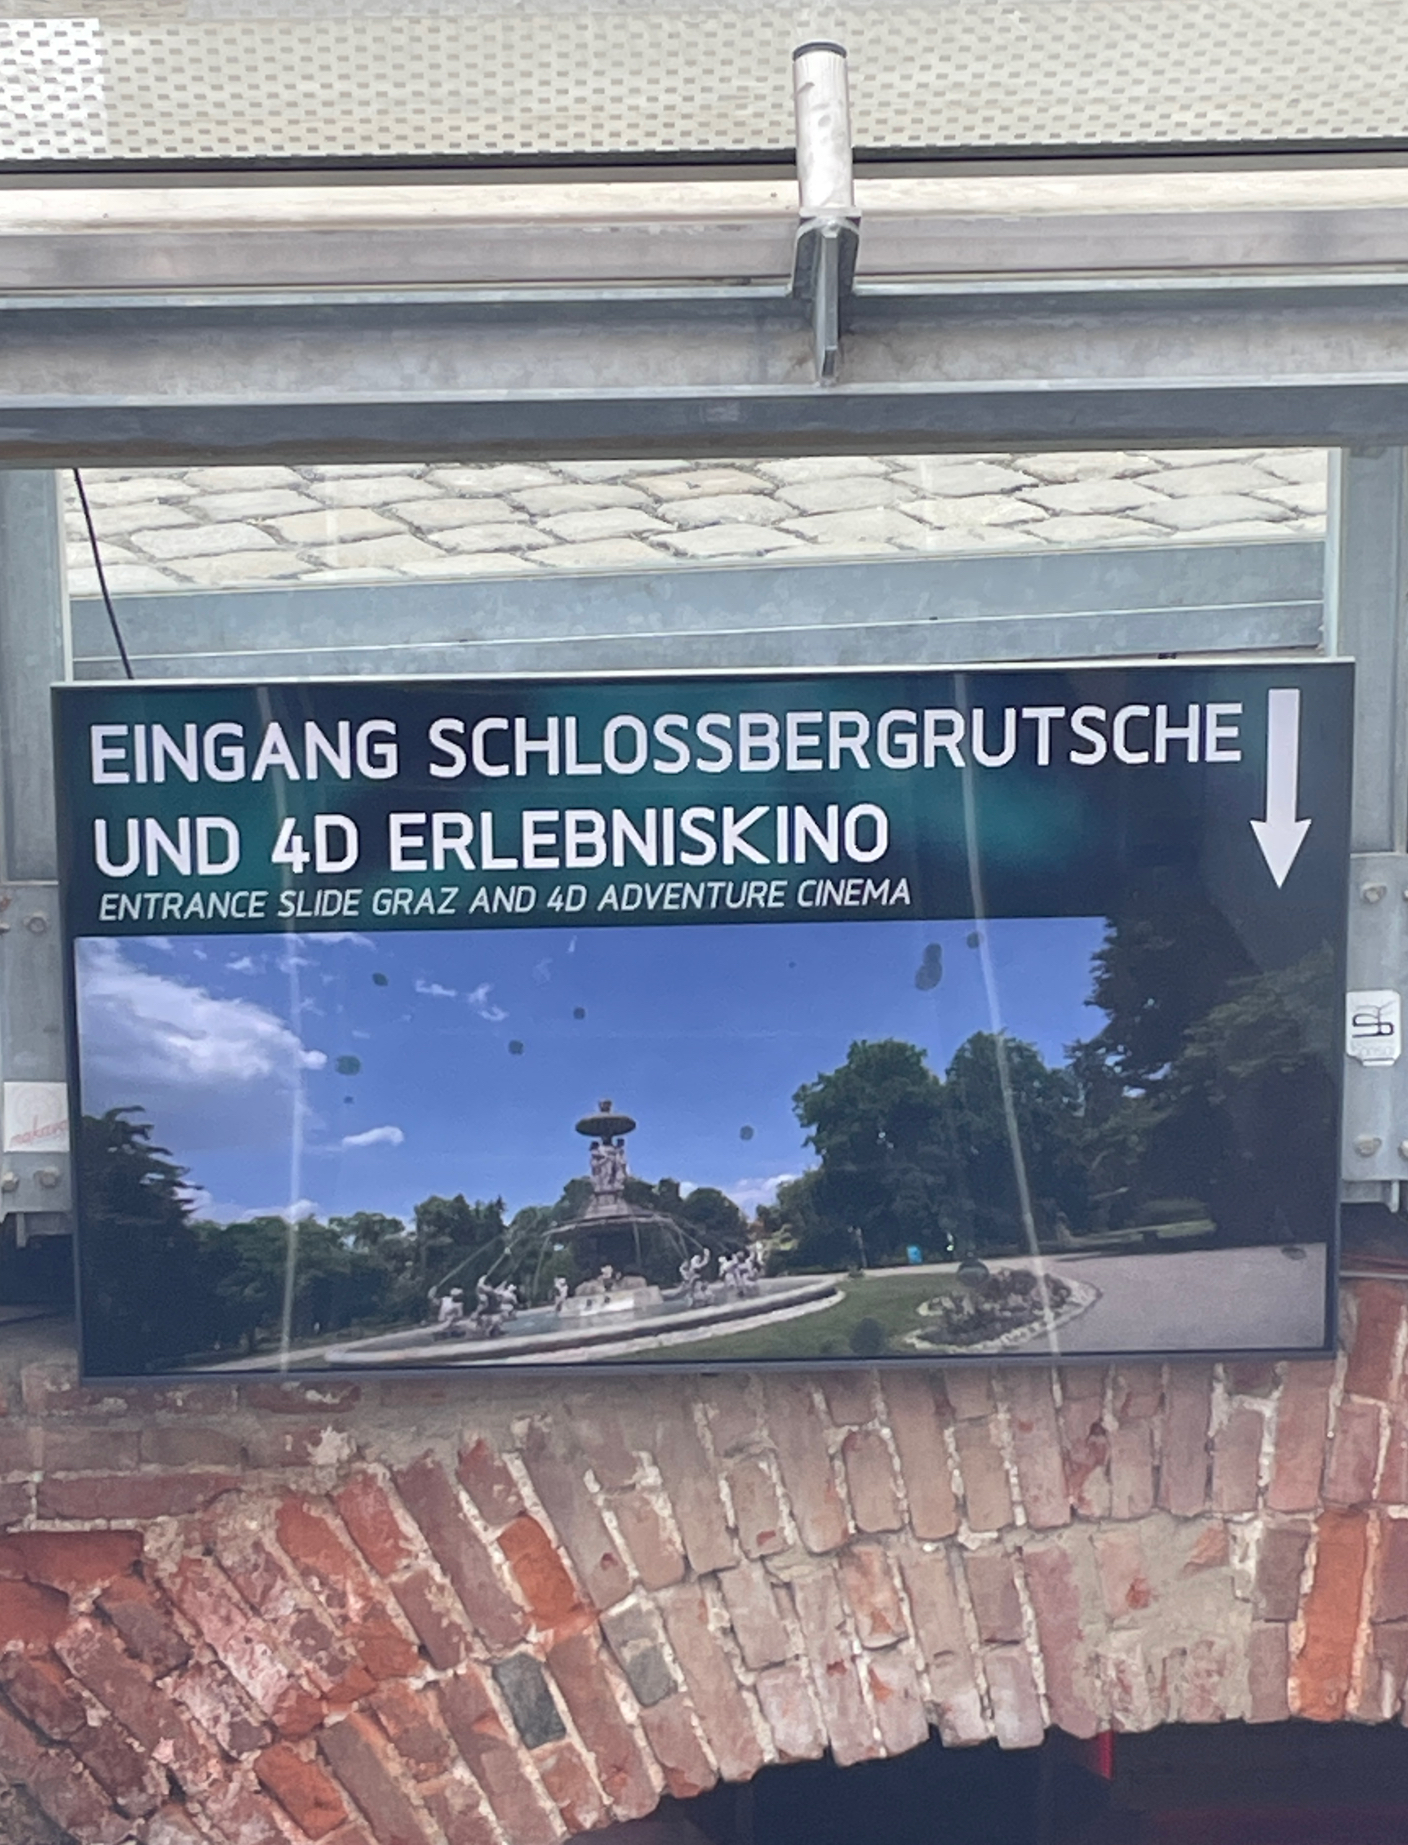 EINGANG SCHLOSSBERGRUTSCHE
UND 4D ERLEBNISKINO
ENTRANCE SLIDE GRAZ AND 4D ADVENTURE CINEMA